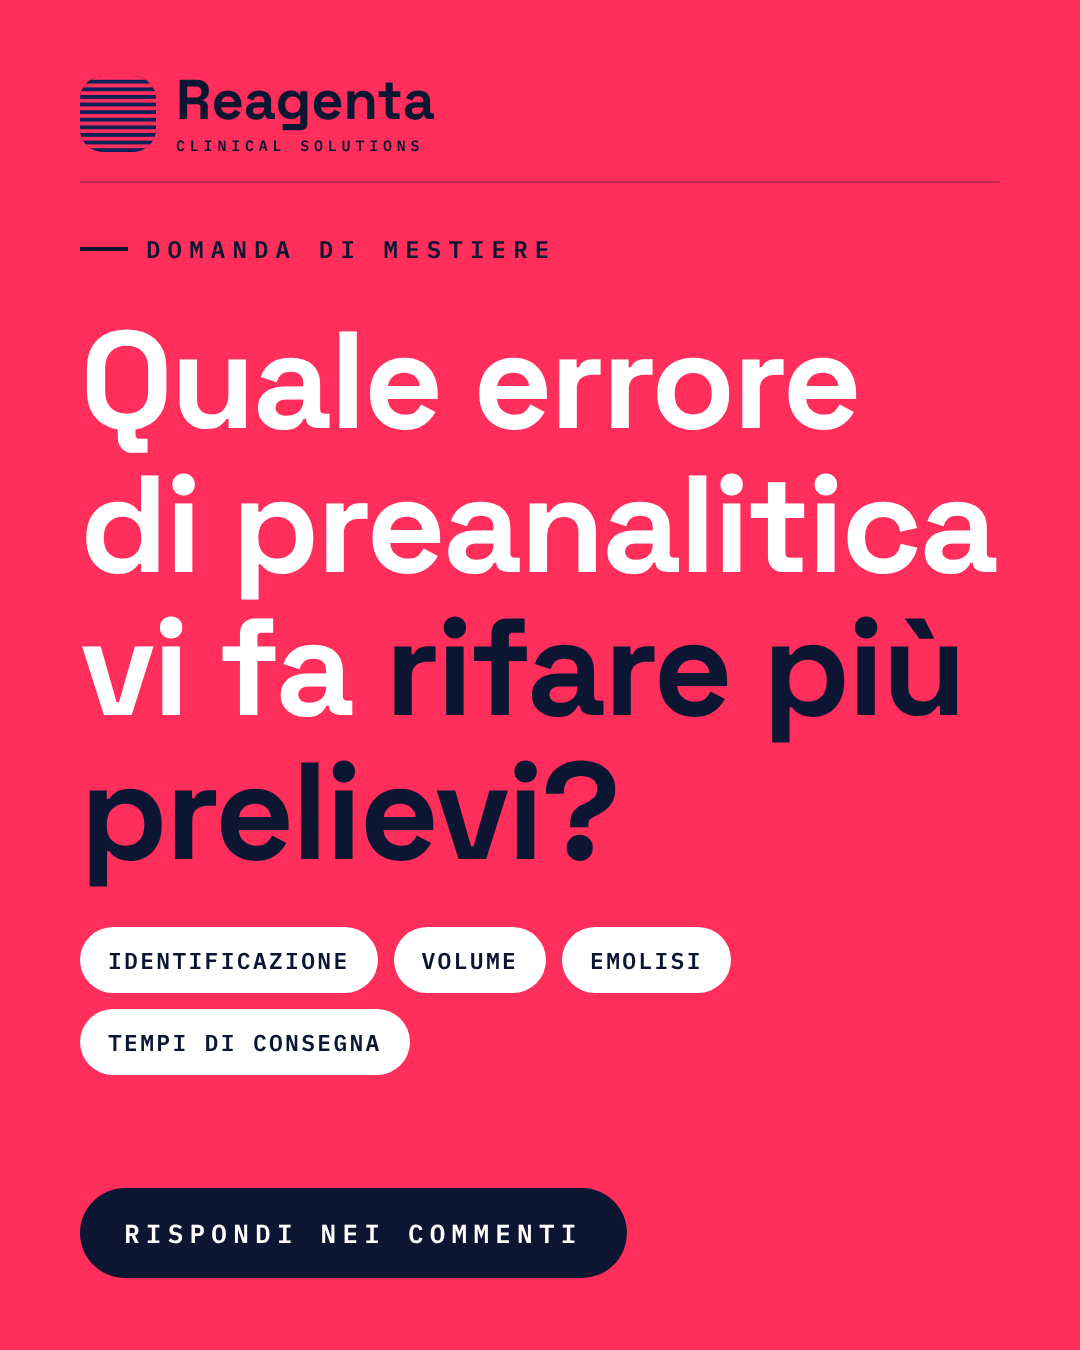 Reagenta
CLINICAL SOLUTIONS
DOMANDA DI MESTIERE
Quale errore
di preanalitica
vi fa rifare più
prelievi?
IDENTIFICAZIONE VOLUME EMOLISI
TEMPI DI CONSEGNA
RISPONDI NEI COMMENTI